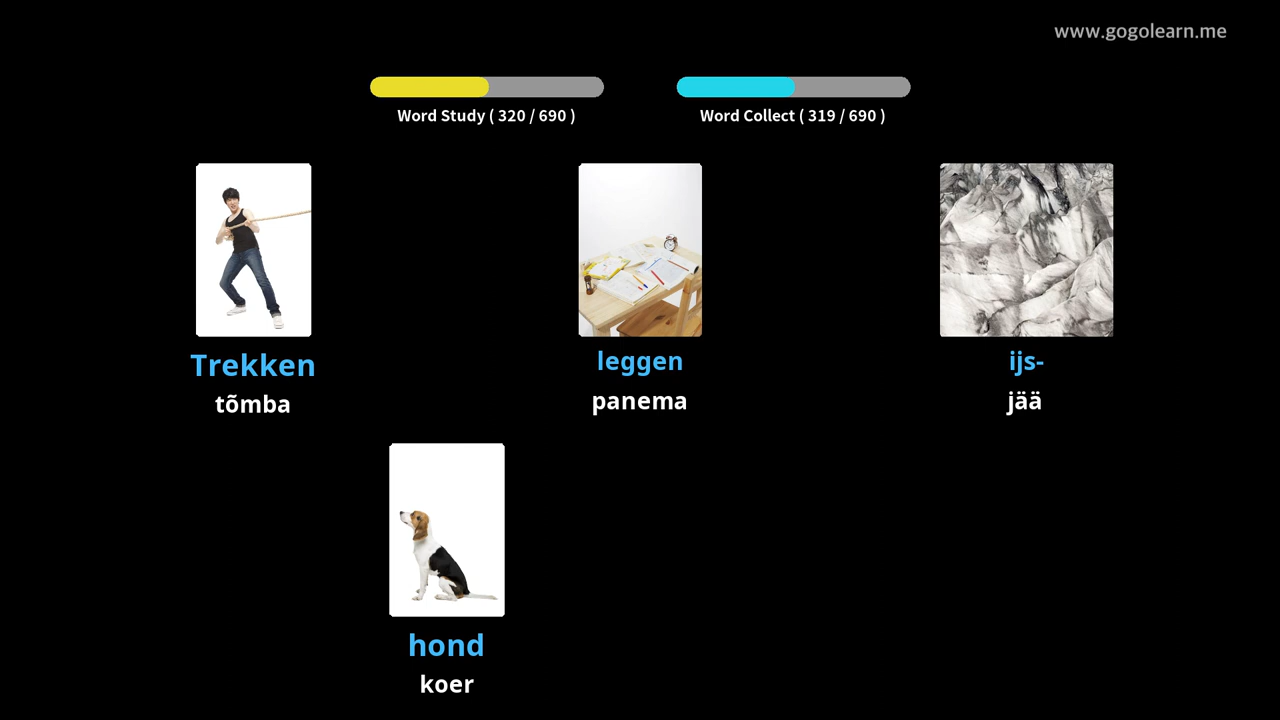 www.gogolearn.me
Word Study ( 320 / 690 )
Word Collect ( 319 / 690 )
Trekken
tõmba
leggen
panema
ijs-
jää
hond
koer